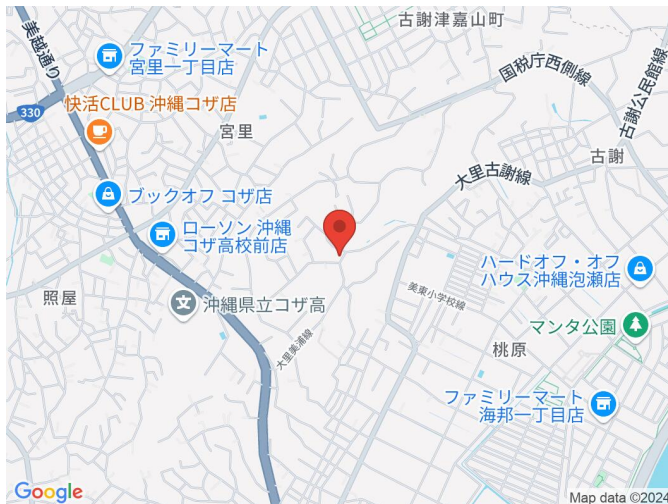 古謝津嘉山町
美越通り
ファミリーマート
宮里一丁目店
国税庁西側線
古謝公民館線
330
快活CLUB 沖縄コザ店
宮里
古謝
大里古謝線
ブックオフ コザ店
ローソン 沖縄
コザ高校前店
ハードオフ・オフ
ハウス沖縄泡瀬店
照屋
沖縄県立コザ高
美東小学校線
マンタ公園
大里美浦線
桃原
ファミリーマート
海邦一丁目店
Google
Map data ©2024